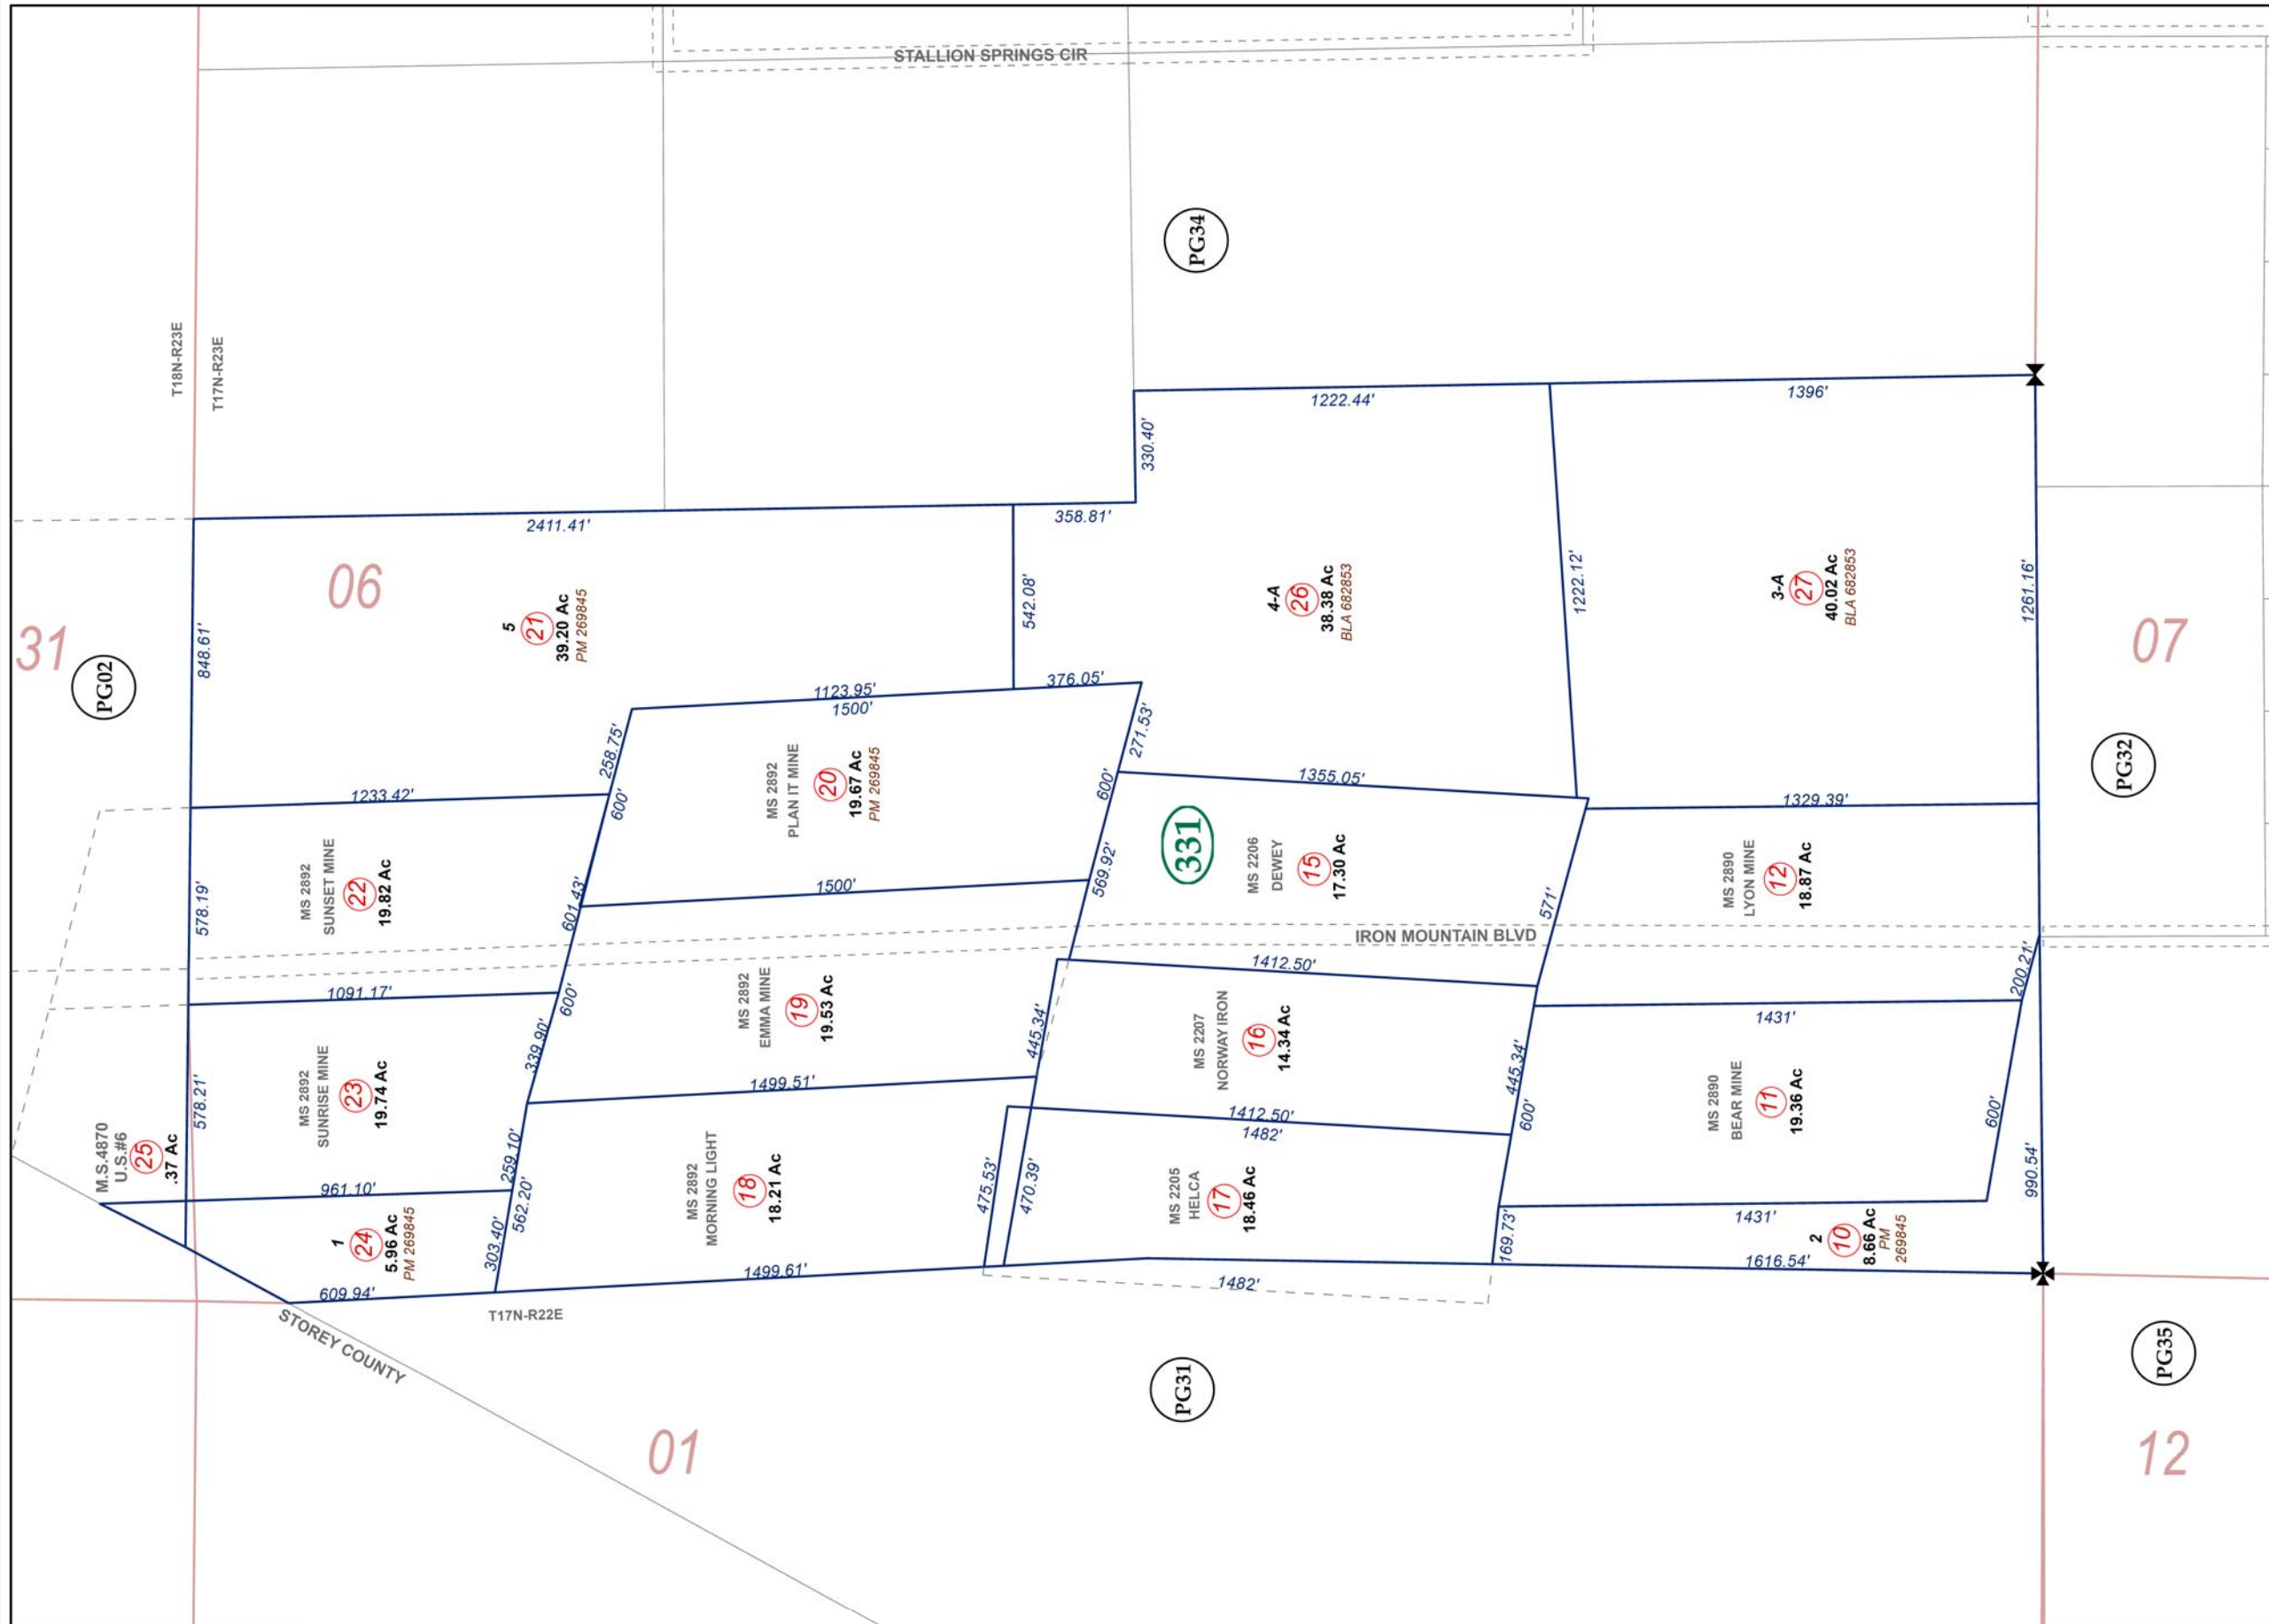 STALLION SPRINGS CIR
T18N-R23E
T17N-R23E
PG34
31
PG02
06
07
PG32
01
PG31
12
PG35
848.61'
2411.41'
358.81'
330.40'
1222.44'
1396'
542.08'
1222.12'
1261.16'
5
21
39.20 Ac
PM 269845
4-A
26
38.38 Ac
BLA 682853
3-A
27
40.02 Ac
BLA 682853
1123.95'
1500'
376.05'
258.75'
600'
271.53'
600'
1355.05'
1233.42'
1329.39'
MS 2892
PLAN IT MINE
20
19.67 Ac
PM 269845
331
MS 2206
DEWEY
15
17.30 Ac
MS 2890
LYON MINE
12
18.87 Ac
MS 2892
SUNSET MINE
22
19.82 Ac
578.19'
601.43'
1500'
569.92'
571'
IRON MOUNTAIN BLVD
1412.50'
200.21'
1091.17'
600'
339.90'
445.34'
MS 2892
EMMA MINE
19
19.53 Ac
MS 2207
NORWAY IRON
16
14.34 Ac
1431'
445.34'
600'
MS 2890
BEAR MINE
11
19.36 Ac
600'
990.54'
578.21'
MS 2892
SUNRISE MINE
23
19.74 Ac
1499.51'
1412.50'
1482'
M.S.4870
U.S.#6
25
.37 Ac
961.10'
259.10'
562.20'
303.40'
MS 2892
MORNING LIGHT
18
18.21 Ac
475.53'
470.39'
MS 2205
HELCA
17
18.46 Ac
169.73'
1431'
2
10
8.66 Ac
PM
269845
1616.54'
1
24
5.96 Ac
PM 269845
609.94'
1499.61'
1482'
T17N-R22E
STOREY COUNTY